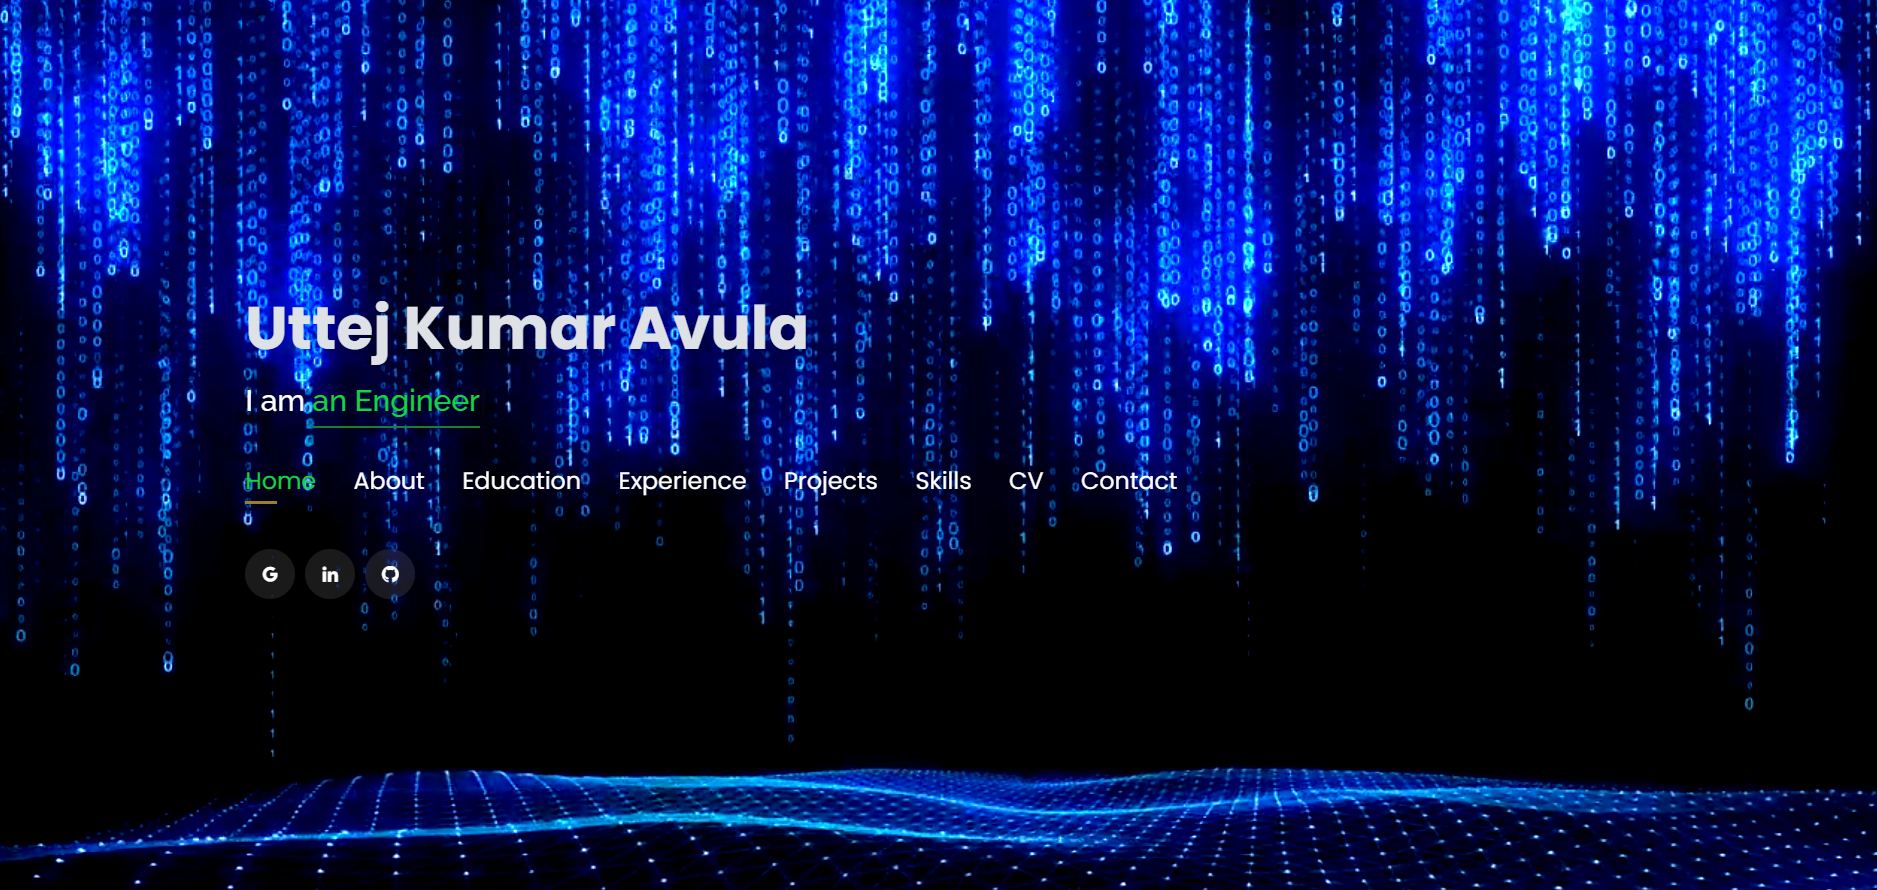 Uttej Kumar Avula
I am an Engineer
Home About Education Experience Projects Skills CV Contact